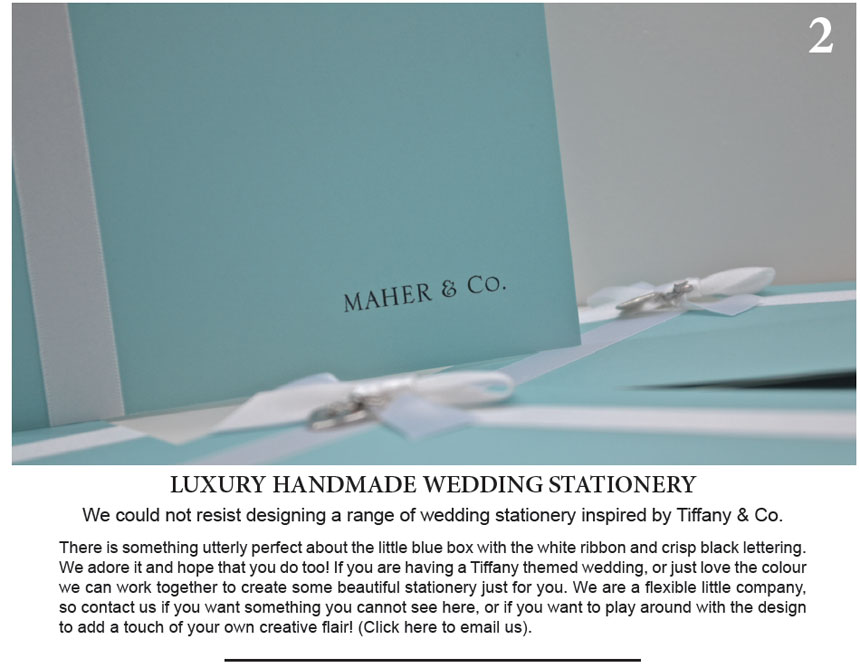 2
MAHER & Co.
LUXURY HANDMADE WEDDING STATIONERY
We could not resist designing a range of wedding stationery inspired by Tiffany & Co.
There is something utterly perfect about the little blue box with the white ribbon and crisp black lettering.
We adore it and hope that you do too! If you are having a Tiffany themed wedding, or just love the colour
we can work together to create some beautiful stationery just for you. We are a flexible little company,
so contact us if you want something you cannot see here, or if you want to play around with the design
to add a touch of your own creative flair! (Click here to email us).